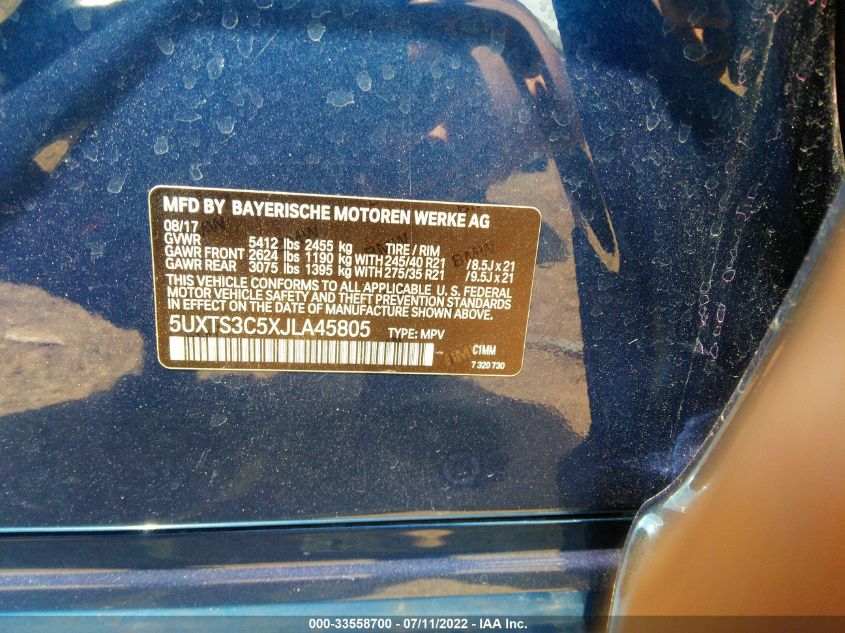 MFD BY BAYERISCHE MOTOREN WERKE AG
08/17
GVWR 5412 lbs 2455 kg TIRE / RIM
GAWR FRONT 2624 lbs 1190 kg WITH 245/40 R21 /8.5J x 21
GAWR REAR 3075 lbs 1395 kg WITH 275/35 R21 /9.5J x 21
THIS VEHICLE CONFORMS TO ALL APPLICABLE U. S. FEDERAL
MOTOR VEHICLE SAFETY, BUMPER, AND THEFT PREVENTION
STANDARDS IN EFFECT ON THE DATE OF MANUFACTURE SHOWN ABOVE.
5UXTS3C5XJLA45805 TYPE: MPV
C1MM
7 320 730
000-33558700 - 07/11/2022 - IAA Inc.